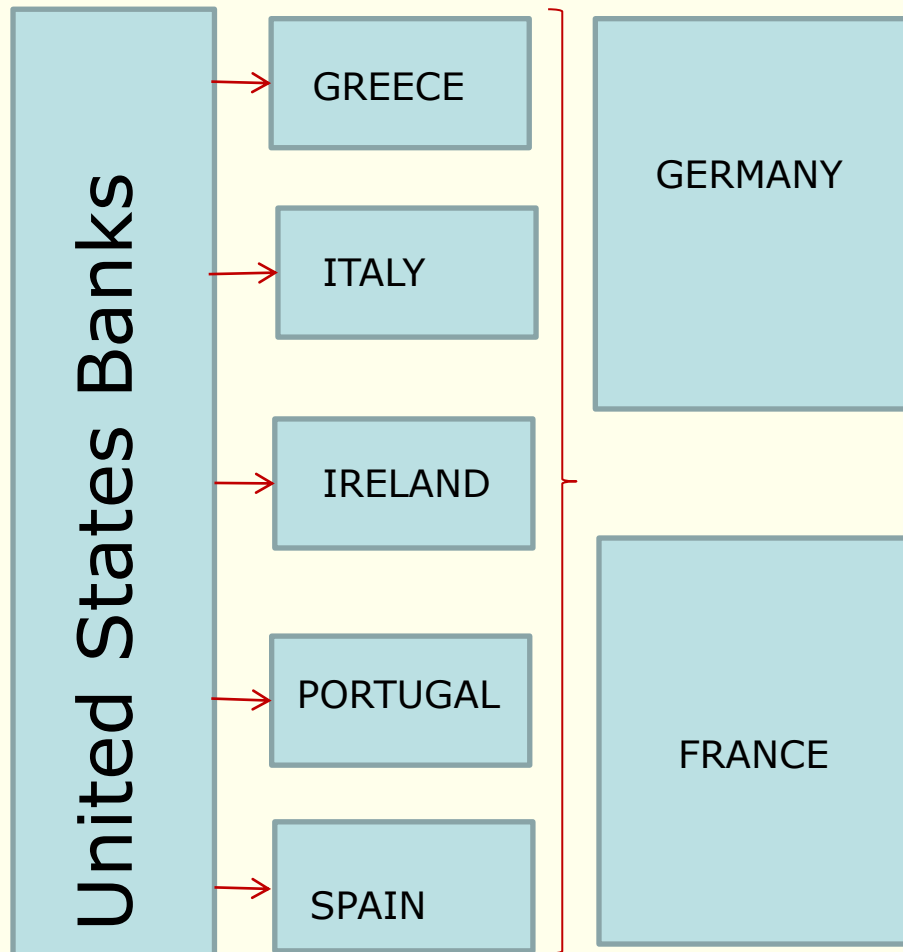 United States Banks
GREECE
ITALY
IRELAND
PORTUGAL
SPAIN
GERMANY
FRANCE